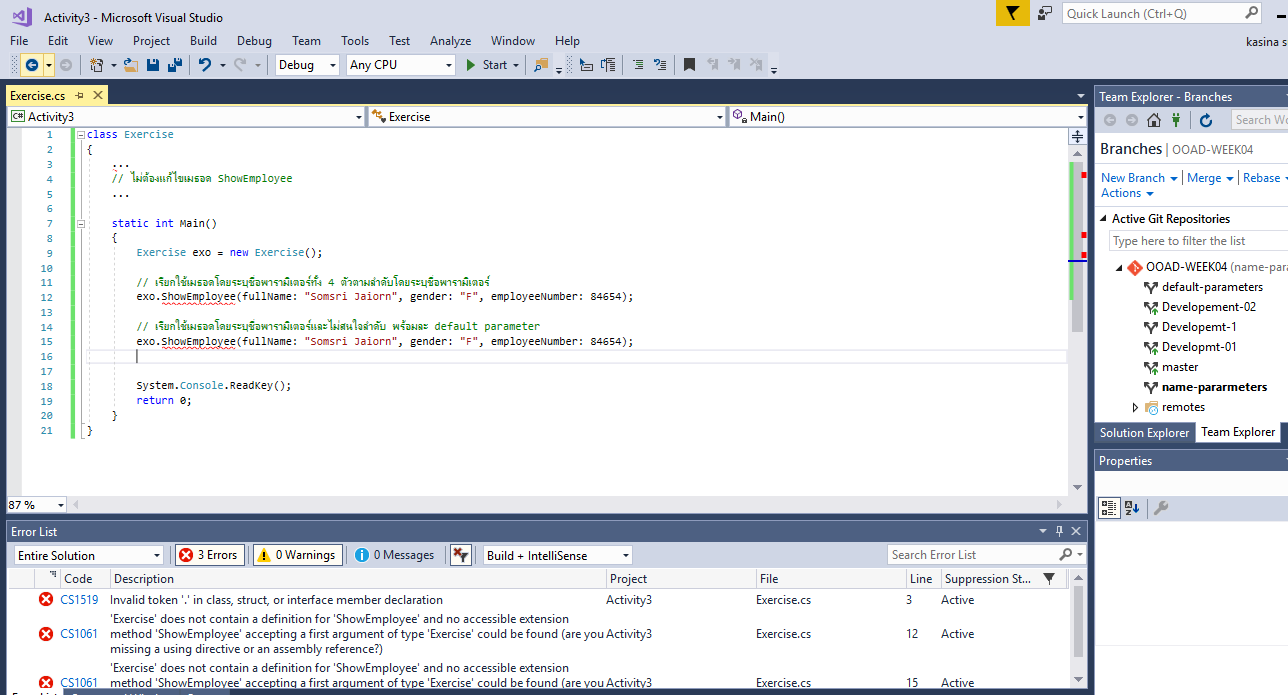 Activity3 - Microsoft Visual Studio
Quick Launch (Ctrl+Q)
File Edit View Project Build Debug Team Tools Test Analyze Window Help
kasina s
Debug Any CPU Start
Exercise.cs
C# Activity3 Exercise Main()
1 class Exercise
2 {
3 ...
4 // ไม่ต้องแก้ไขเมธอด ShowEmployee
5 ...
6
7 static int Main()
8 {
9 Exercise exo = new Exercise();
10
11 // เรียกใช้เมธอดโดยระบุชื่อพารามิเตอร์ทั้ง 4 ตัวตามลำดับโดยระบุชื่อพารามิเตอร์
12 exo.ShowEmployee(fullName: "Somsri Jaiorn", gender: "F", employeeNumber: 84654);
13
14 // เรียกใช้เมธอดโดยระบุชื่อพารามิเตอร์และไม่สนใจลำดับ พร้อมละ default parameter
15 exo.ShowEmployee(fullName: "Somsri Jaiorn", gender: "F", employeeNumber: 84654);
16
17
18 System.Console.ReadKey();
19 return 0;
20 }
21 }
87 %
Team Explorer - Branches
Search Wo
Branches | OOAD-WEEK04
New Branch | Merge | Rebase
Actions
Active Git Repositories
Type here to filter the list
OOAD-WEEK04 (name-para
default-parameters
Developement-02
Developemt-1
Developmt-01
master
name-pararmeters
remotes
Solution Explorer Team Explorer
Properties
Error List
Entire Solution 3 Errors 0 Warnings 0 Messages Build + IntelliSense Search Error List
Code Description Project File Line Suppression St...
CS1519 Invalid token '.' in class, struct, or interface member declaration Activity3 Exercise.cs 3 Active
'Exercise' does not contain a definition for 'ShowEmployee' and no accessible extension
CS1061 method 'ShowEmployee' accepting a first argument of type 'Exercise' could be found (are you Activity3 Exercise.cs 12 Active
missing a using directive or an assembly reference?)
'Exercise' does not contain a definition for 'ShowEmployee' and no accessible extension
CS1061 method 'ShowEmployee' accepting a first argument of type 'Exercise' could be found (are you Activity3 Exercise.cs 15 Active